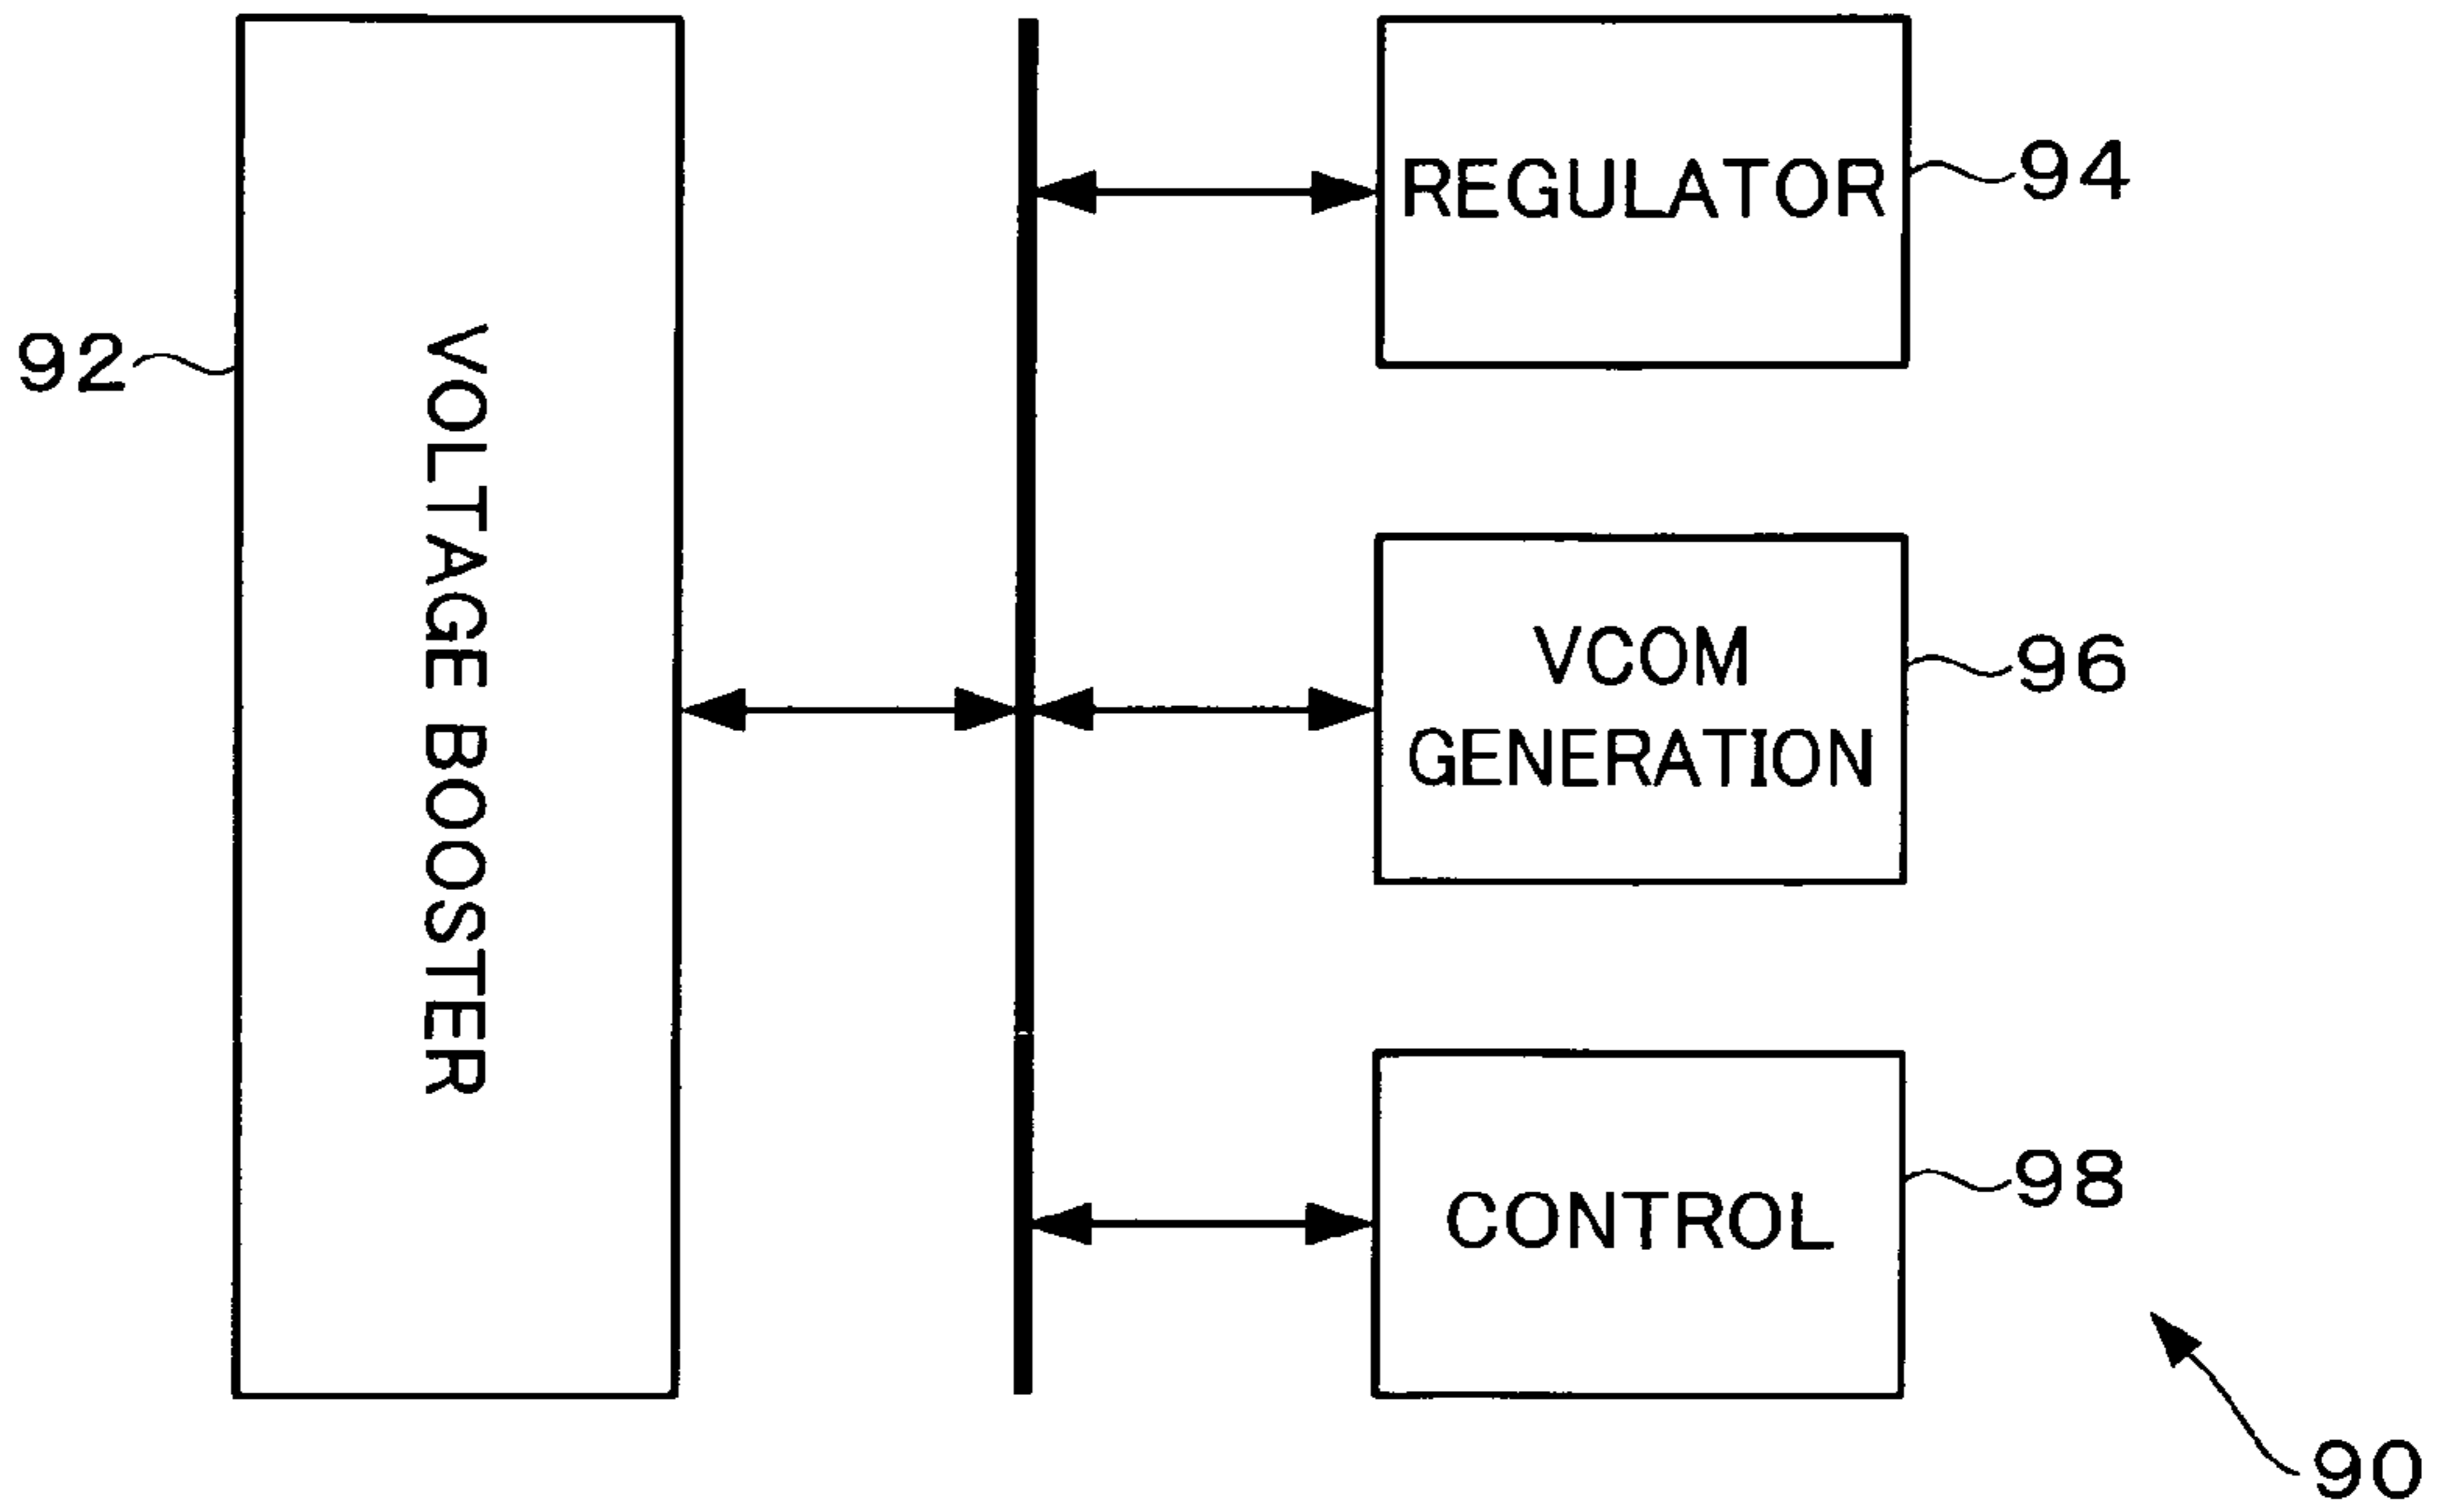 REGULATOR
94
92
VOLTAGE BOOSTER
VCOM
GENERATION
96
CONTROL
98
90